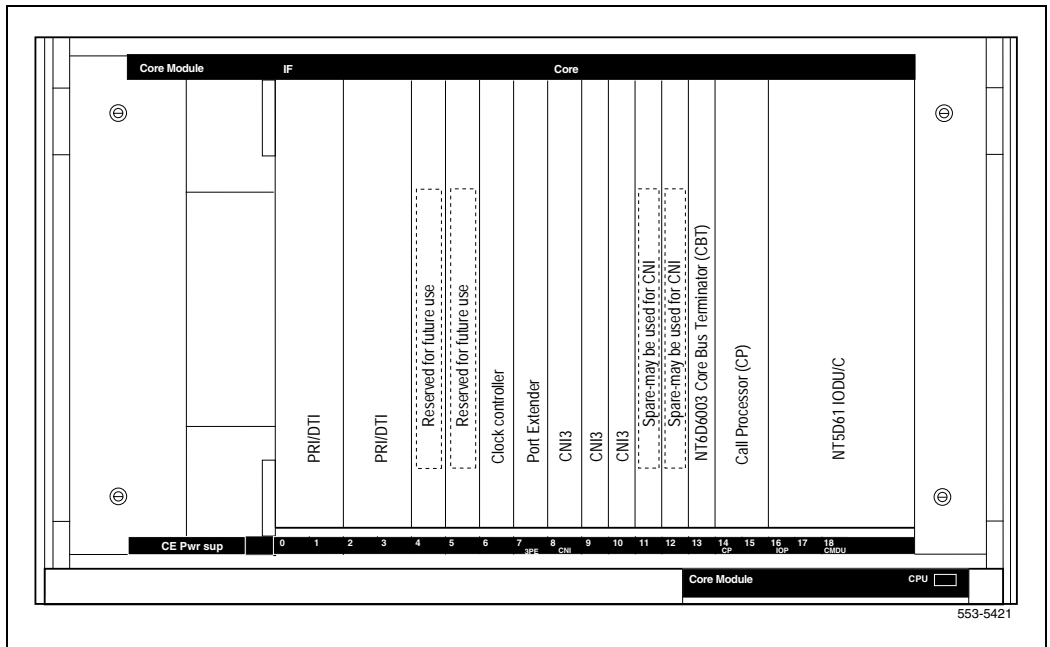 Core Module IF Core
PRI/DTI
PRI/DTI
Reserved for future use
Reserved for future use
Clock controller
Port Extender
CNI3
CNI3
CNI3
Spare-may be used for CNI
Spare-may be used for CNI
NT6D6003 Core Bus Terminator (CBT)
Call Processor (CP)
NT5D61 IODU/C
CE Pwr sup 0 1 2 3 4 5 6 7 8 9 10 11 12 13 14 15 16 17 18
3PE CNI CP IOP CMDU
Core Module CPU
553-5421